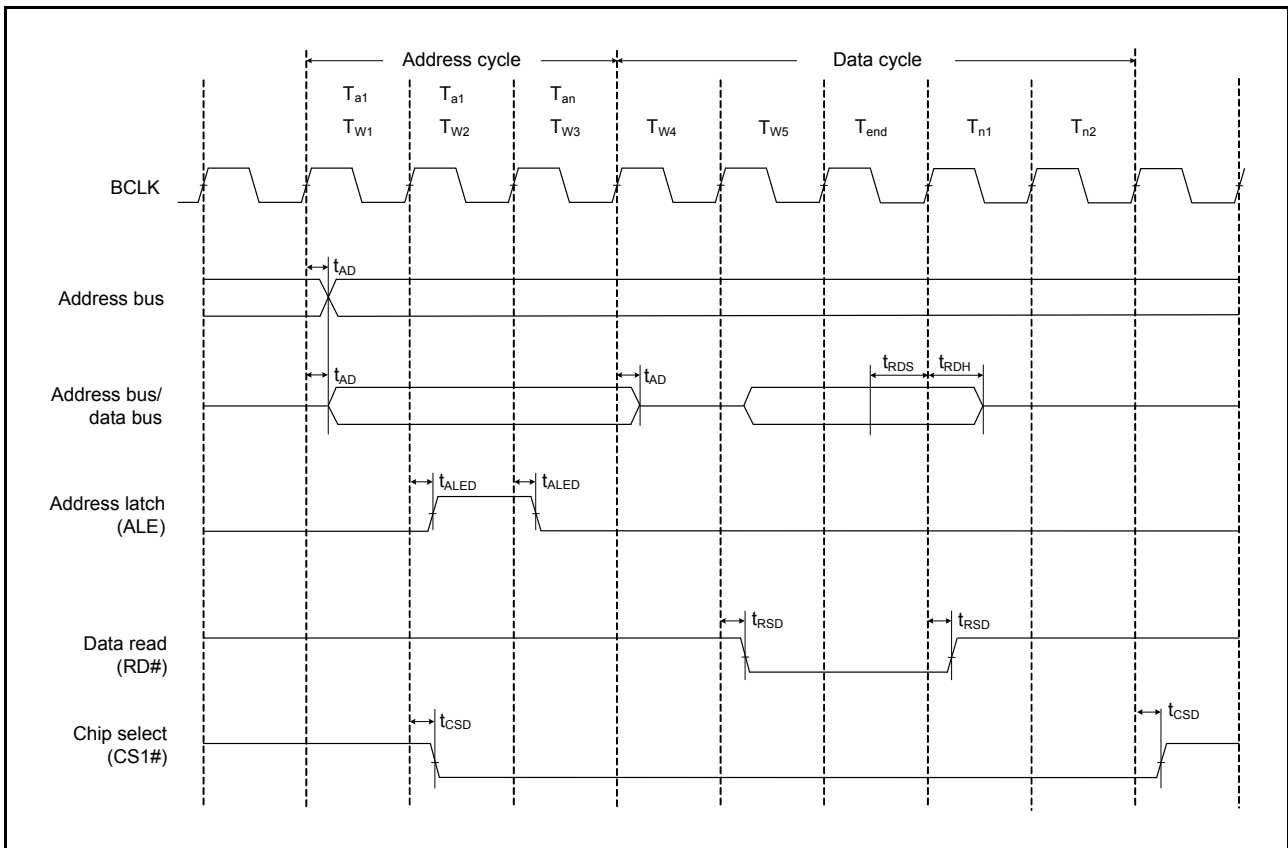 Address cycle Data cycle
Ta1 Ta1 Tan
TW1 TW2 TW3 TW4 TW5 Tend Tn1 Tn2
BCLK
tAD
Address bus
tAD tAD tRDS tRDH
Address bus/
data bus
tALED tALED
Address latch
(ALE)
tRSD tRSD
Data read
(RD#)
tCSD tCSD
Chip select
(CS1#)